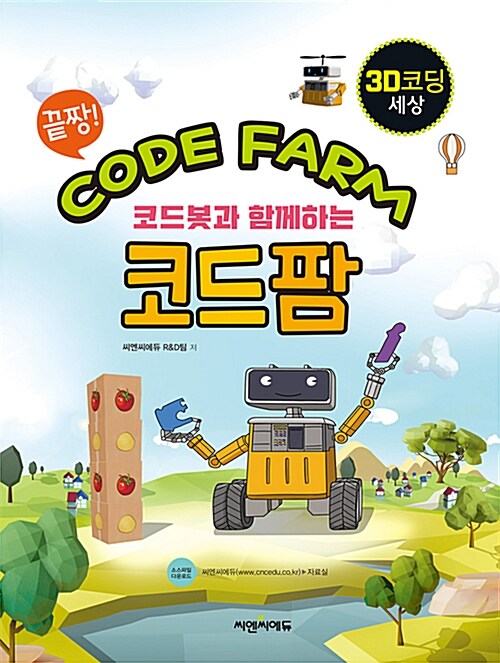 3D코딩
세상
끝짱!
CODE FARM
코드봇과 함께하는
코드팜
씨엔씨에듀 R&D팀 저
소스파일
다운로드
씨엔씨에듀(www.cncedu.co.kr)▶자료실
씨엔씨에듀